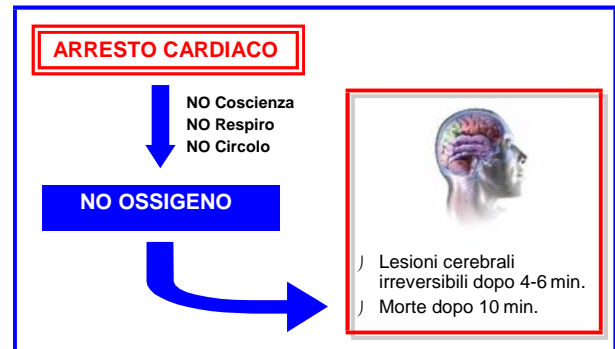 ARRESTO CARDIACO
NO Coscienza
NO Respiro
NO Circolo
NO OSSIGENO
Lesioni cerebrali
irreversibili dopo 4-6 min.
Morte dopo 10 min.